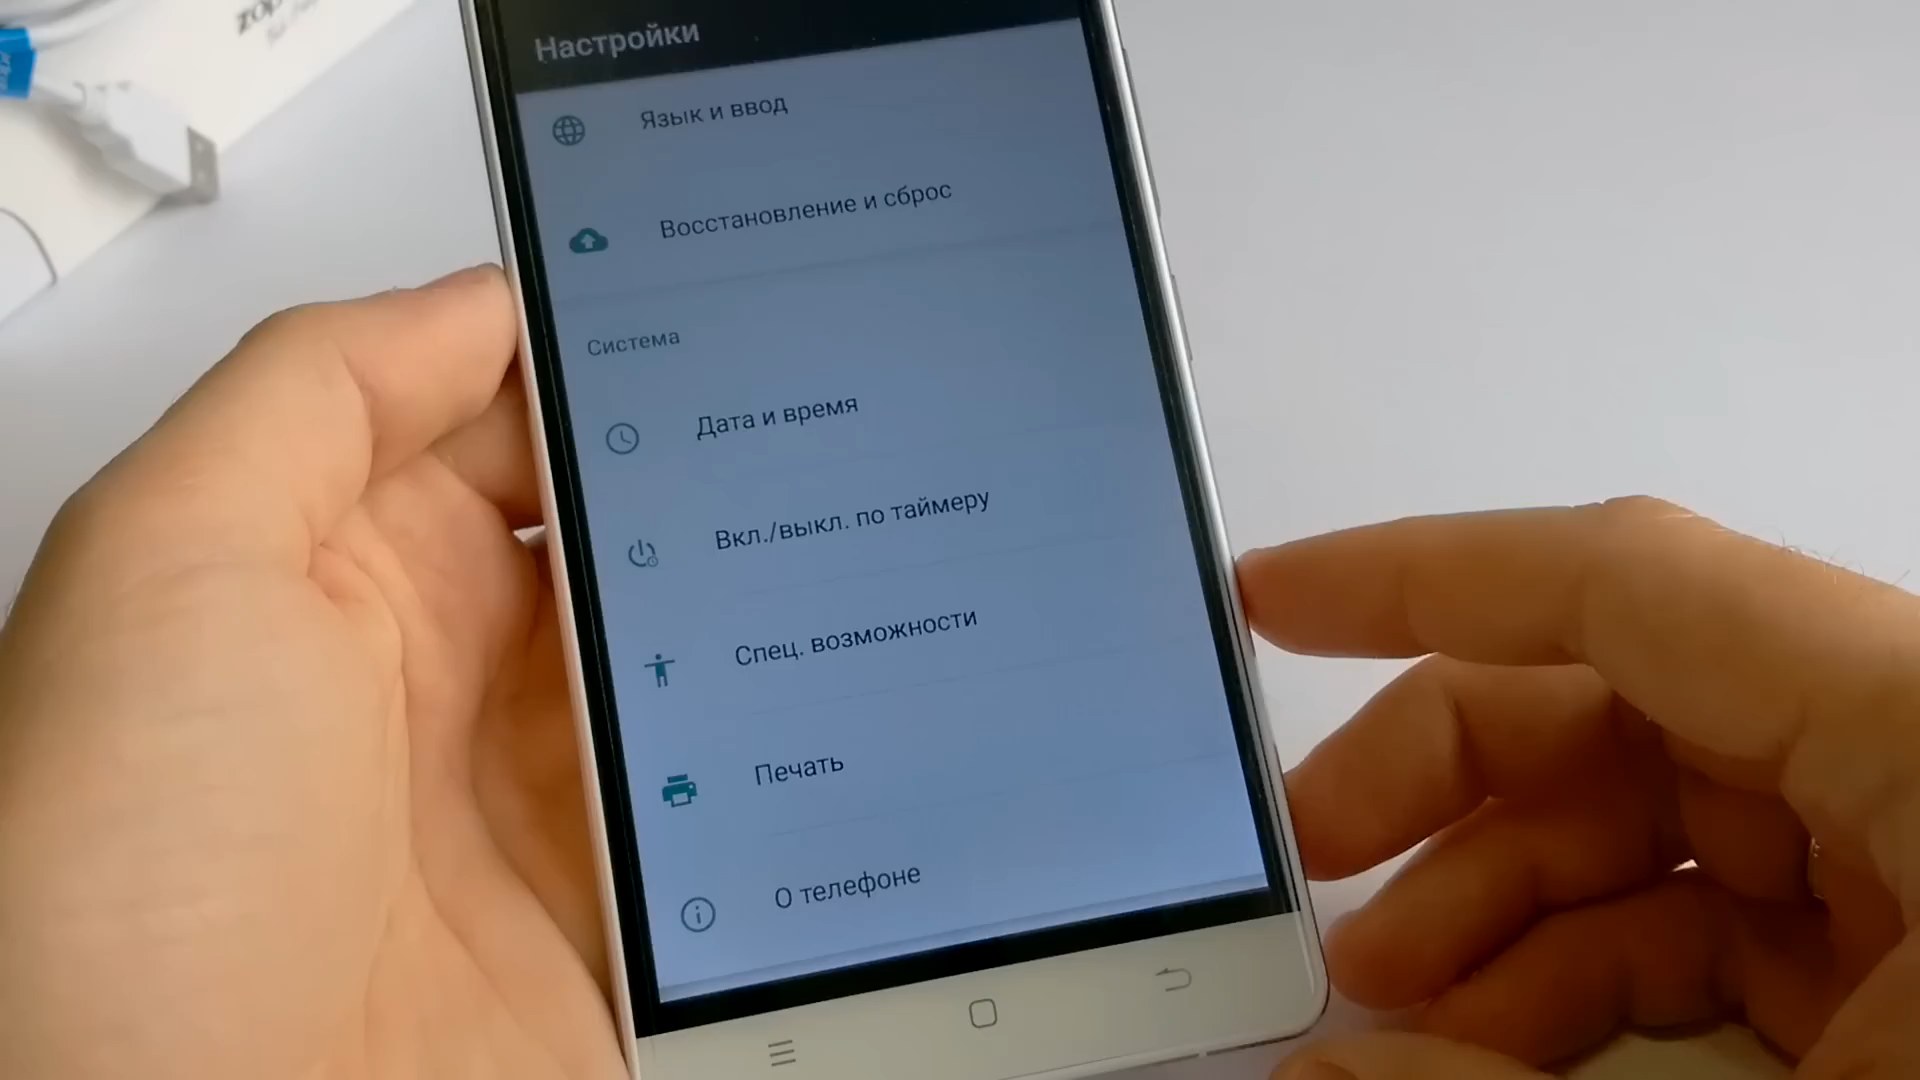 Настройки
Язык и ввод
Восстановление и сброс
Система
Дата и время
Вкл./выкл. по таймеру
Спец. возможности
Печать
О телефоне